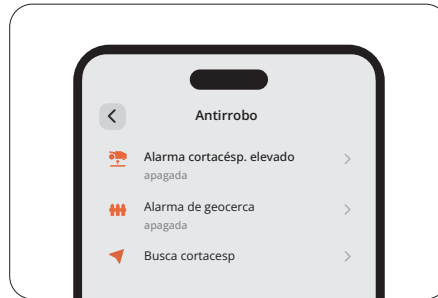 Antirrobo
Alarma cortacésp. elevado
apagada
Alarma de geocerca
apagada
Busca cortacesp